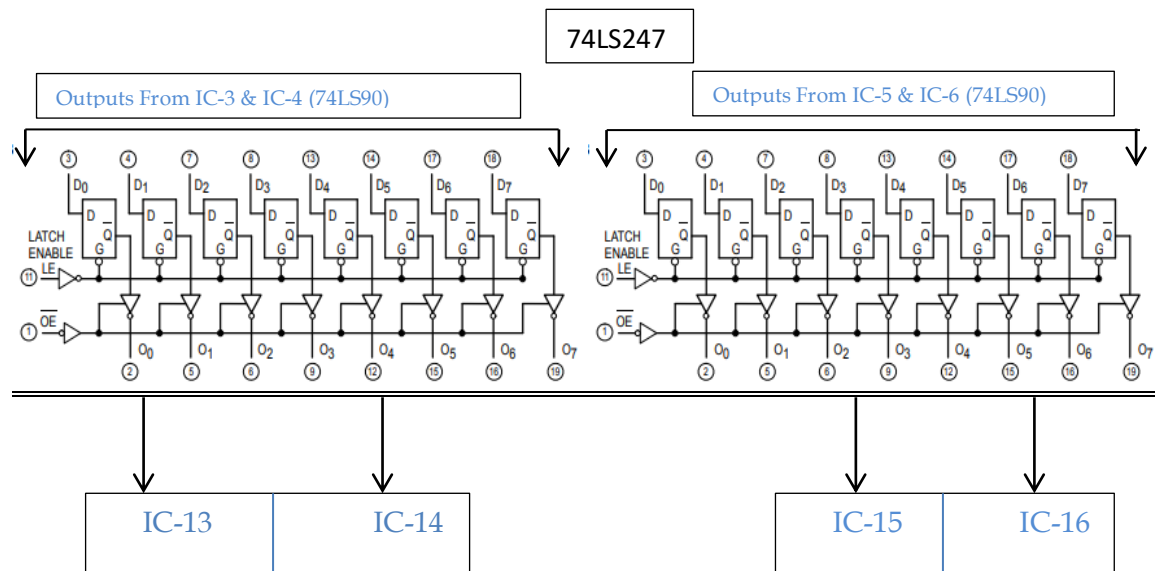 74LS247
Outputs From IC-3 & IC-4 (74LS90)
Outputs From IC-5 & IC-6 (74LS90)
3 4 7 8 13 14 17 18
D0 D1 D2 D3 D4 D5 D6 D7
D D D D D D D D
Q Q Q Q Q Q Q Q
G G G G G G G G
LATCH
ENABLE
11 LE
1 OE
O0 O1 O2 O3 O4 O5 O6 O7
2 5 6 9 12 15 16 19
3 4 7 8 13 14 17 18
D0 D1 D2 D3 D4 D5 D6 D7
D D D D D D D D
Q Q Q Q Q Q Q Q
G G G G G G G G
LATCH
ENABLE
11 LE
1 OE
O0 O1 O2 O3 O4 O5 O6 O7
2 5 6 9 12 15 16 19
IC-13 IC-14
IC-15 IC-16